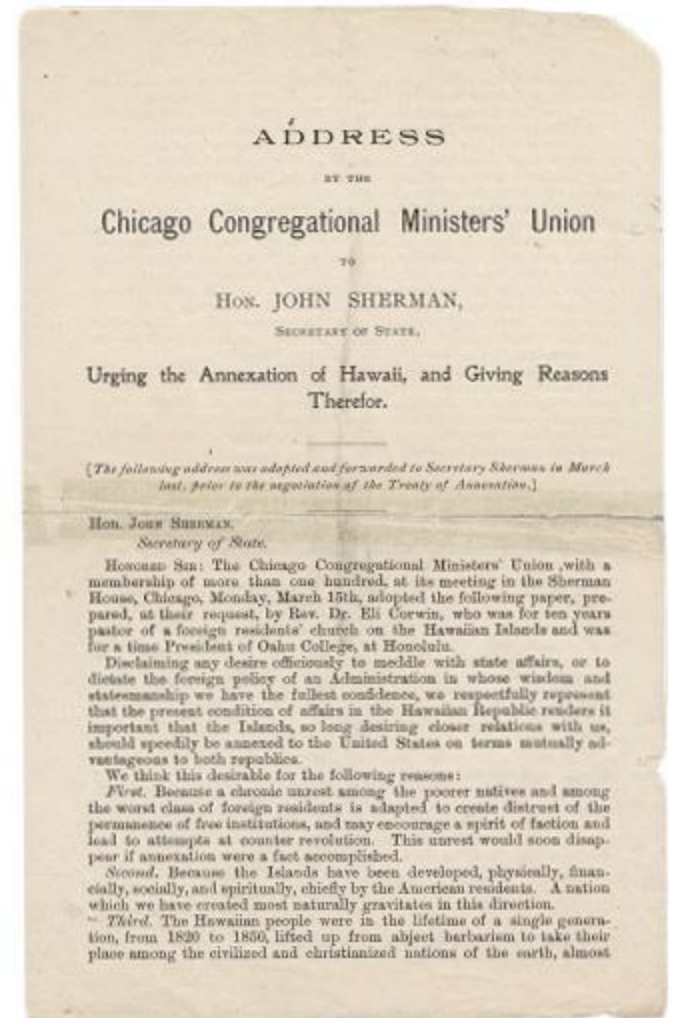 ADDRESS
BY THE
Chicago Congregational Ministers' Union
TO
HON. JOHN SHERMAN,
SECRETARY OF STATE,
Urging the Annexation of Hawaii, and Giving Reasons
Therefor.
[The following address was adopted and forwarded to Secretary Sherman in March
last, prior to the negotiation of the Treaty of Annexation.]
HON. JOHN SHERMAN,
Secretary of State.
HONORED SIR: The Chicago Congregational Ministers' Union ,with a
membership of more than one hundred, at its meeting in the Sherman
House, Chicago, Monday, March 15th, adopted the following paper, pre-
pared, at their request, by Rev. Dr. Eli Corwin, who was for ten years
pastor of a foreign residents' church on the Hawaiian Islands and was
for a time President of Oahu College, at Honolulu.
Disclaiming any desire officiously to meddle with state affairs, or to
dictate the foreign policy of an Administration in whose wisdom and
statesmanship we have the fullest confidence, we respectfully represent
that the present condition of affairs in the Hawaiian Republic renders it
important that the Islands, so long desiring closer relations with us,
should speedily be annexed to the United States on terms mutually ad-
vantageous to both republics.
We think this desirable for the following reasons:
First. Because a chronic unrest among the poorer natives and among
the worst class of foreign residents is adapted to create distrust of the
permanence of free institutions, and may encourage a spirit of faction and
lead to attempts at counter revolution. This unrest would soon disap-
pear if annexation were a fact accomplished.
Second. Because the Islands have been developed, physically, finan-
cially, socially, and spiritually, chiefly by the American residents. A nation
which we have created most naturally gravitates in this direction.
Third. The Hawaiian people were in the lifetime of a single genera-
tion, from 1820 to 1850, lifted up from abject barbarism to take their
place among the civilized and christianized nations of the earth, almost